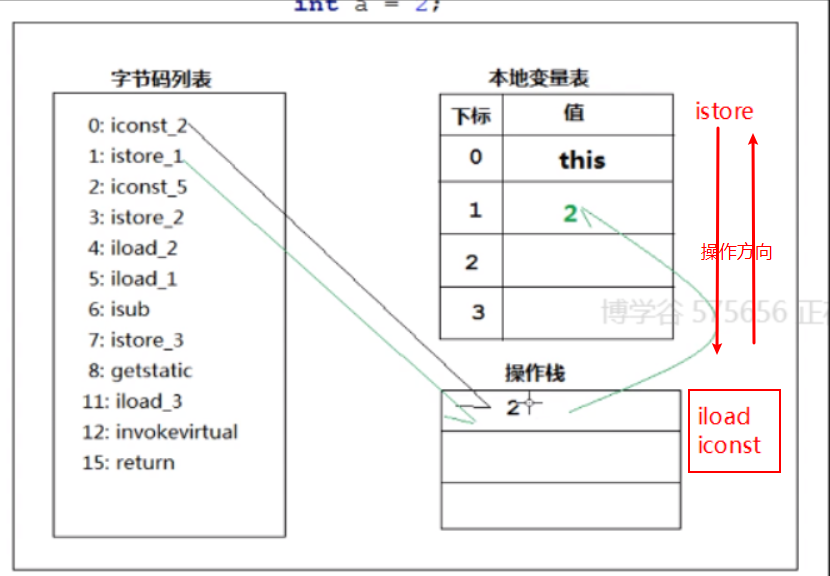 int a = 2;
字节码列表
0: iconst_2
1: istore_1
2: iconst_5
3: istore_2
4: iload_2
5: iload_1
6: isub
7: istore_3
8: getstatic
11: iload_3
12: invokevirtual
15: return
本地变量表
下标 值
0 this
1 2
2
3
istore
操作方向
博学谷 575656 正在
操作栈
2
iload
iconst